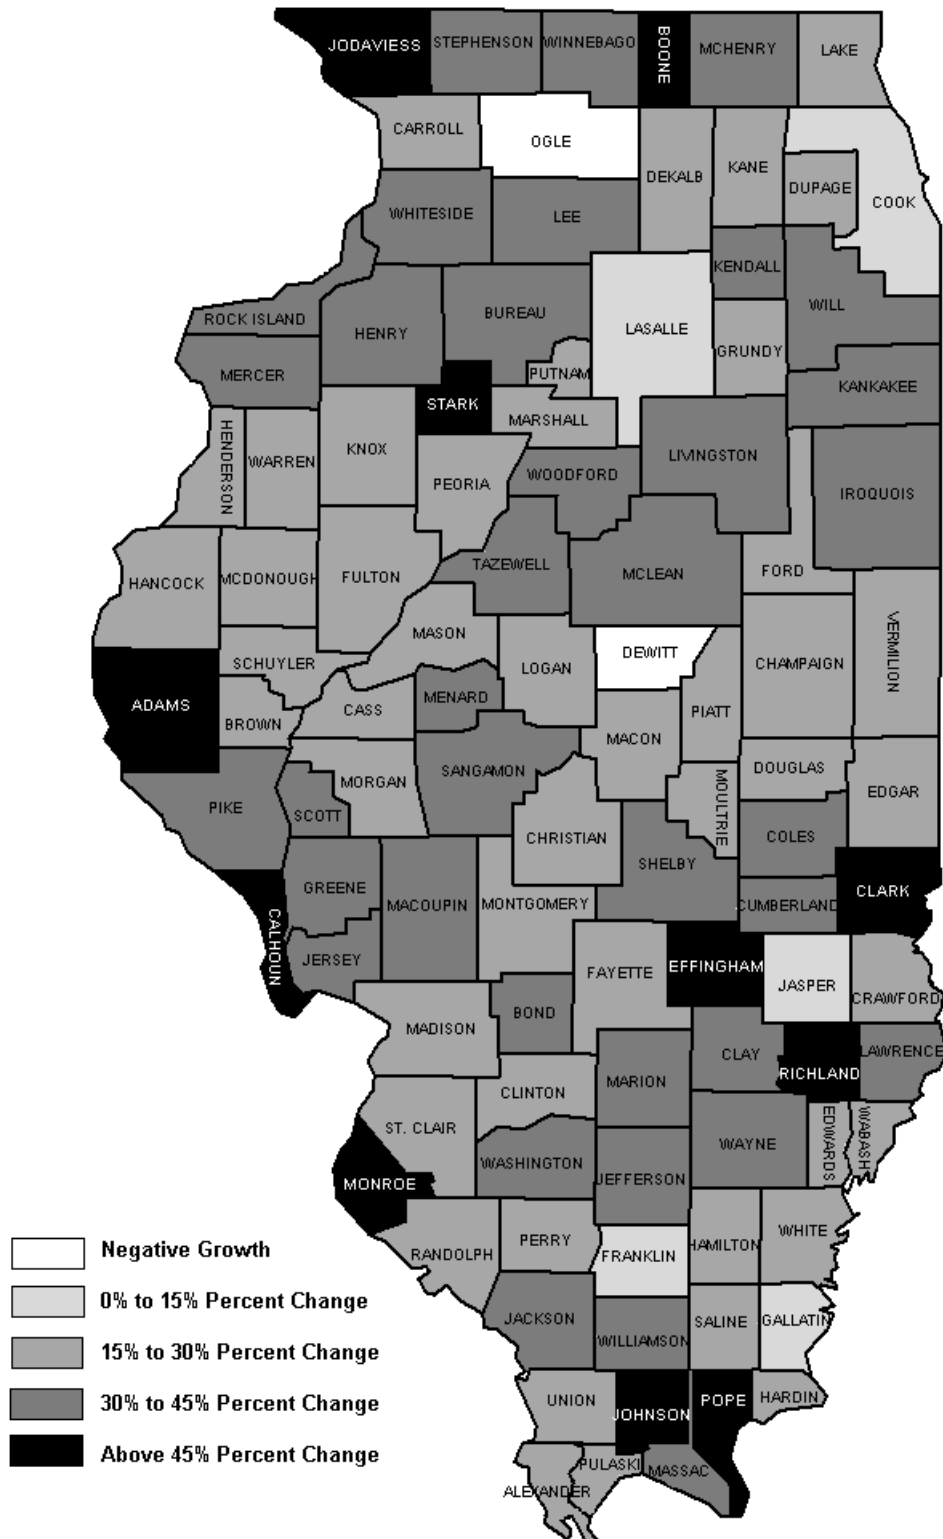 JODAVIESS
STEPHENSON
WINNEBAGO
BOONE
MCHENRY
LAKE
CARROLL
OGLE
DEKALB
KANE
DUPAGE
COOK
WHITESIDE
LEE
KENDALL
WILL
ROCK ISLAND
HENRY
BUREAU
LASALLE
GRUNDY
MERCER
PUTNAM
KANKAKEE
STARK
MARSHALL
HENDERSON
WARREN
KNOX
PEORIA
WOODFORD
LIVINGSTON
IROQUOIS
HANCOCK
MCDONOUGH
FULTON
TAZEWELL
MCLEAN
FORD
MASON
VERMILION
SCHUYLER
LOGAN
DEWITT
CHAMPAIGN
ADAMS
BROWN
CASS
MENARD
PIATT
MACON
PIKE
SCOTT
MORGAN
SANGAMON
MOULTRIE
DOUGLAS
EDGAR
CHRISTIAN
SHELBY
COLES
GREENE
MACOUPIN
MONTGOMERY
CUMBERLAND
CLARK
CALHOUN
JERSEY
FAYETTE
EFFINGHAM
JASPER
CRAWFORD
MADISON
BOND
CLAY
RICHLAND
LAWRENCE
CLINTON
MARION
ST. CLAIR
WAYNE
EDWARDS
WABASH
MONROE
WASHINGTON
JEFFERSON
RANDOLPH
PERRY
FRANKLIN
HAMILTON
WHITE
JACKSON
WILLIAMSON
SALINE
GALLATIN
UNION
JOHNSON
POPE
HARDIN
ALEXANDER
PULASKI
MASSAC
Negative Growth
0% to 15% Percent Change
15% to 30% Percent Change
30% to 45% Percent Change
Above 45% Percent Change